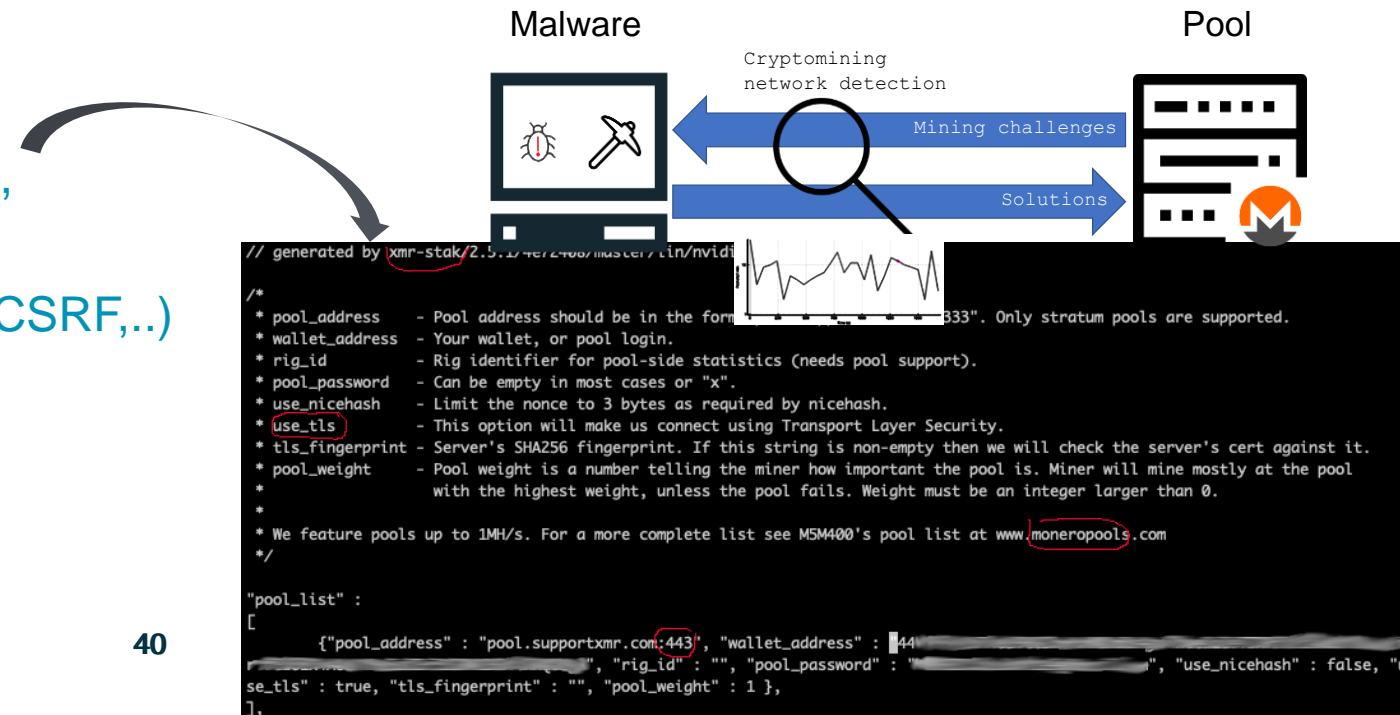 Malware
Pool
Cryptomining
network detection
Mining challenges
Solutions
,
CSRF,..)
// generated by xmr-stak/2.5.1/4e72408/master/lin/nvidi
/*
* pool_address - Pool address should be in the form 333". Only stratum pools are supported.
* wallet_address - Your wallet, or pool login.
* rig_id - Rig identifier for pool-side statistics (needs pool support).
* pool_password - Can be empty in most cases or "x".
* use_nicehash - Limit the nonce to 3 bytes as required by nicehash.
* use_tls - This option will make us connect using Transport Layer Security.
* tls_fingerprint - Server's SHA256 fingerprint. If this string is non-empty then we will check the server's cert against it.
* pool_weight - Pool weight is a number telling the miner how important the pool is. Miner will mine mostly at the pool
* with the highest weight, unless the pool fails. Weight must be an integer larger than 0.
*
* We feature pools up to 1MH/s. For a more complete list see M5M400's pool list at www.moneropools.com
*/
"pool_list" :
[
{"pool_address" : "pool.supportxmr.com:443", "wallet_address" : "44
", "rig_id" : "", "pool_password" : " ", "use_nicehash" : false, "u
se_tls" : true, "tls_fingerprint" : "", "pool_weight" : 1 },
],
40